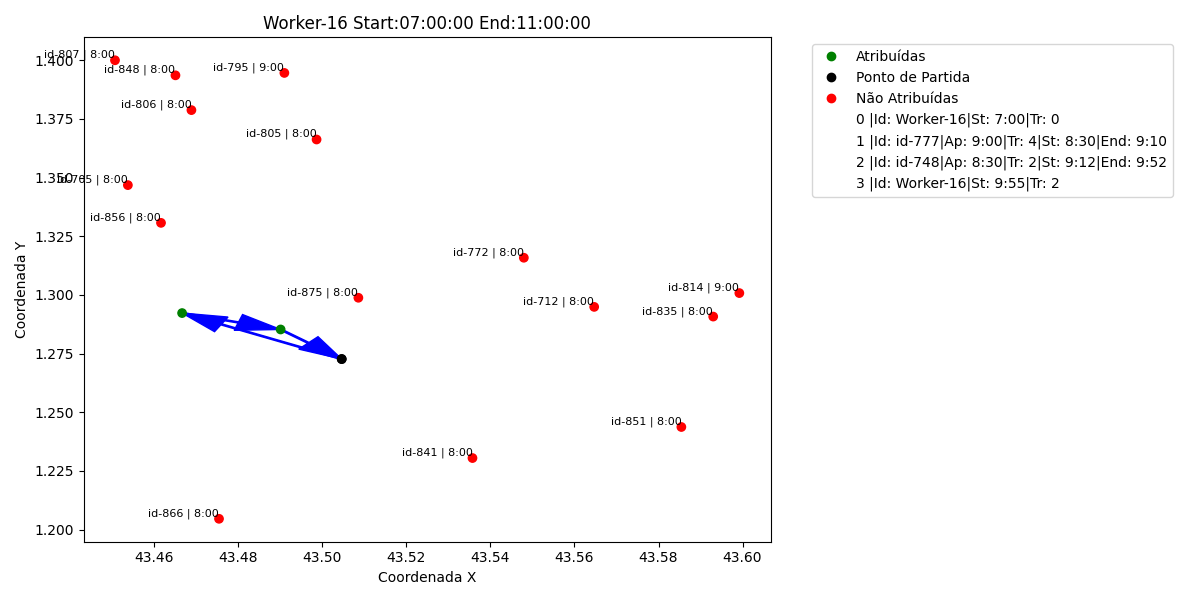 Worker-16 Start:07:00:00 End:11:00:00
Atribuídas
Ponto de Partida
Não Atribuídas
0 |Id: Worker-16|St: 7:00|Tr: 0
1 |Id: id-777|Ap: 9:00|Tr: 4|St: 8:30|End: 9:10
2 |Id: id-748|Ap: 8:30|Tr: 2|St: 9:12|End: 9:52
3 |Id: Worker-16|St: 9:55|Tr: 2
id-807 | 8:00
id-848 | 8:00
id-795 | 9:00
id-806 | 8:00
id-805 | 8:00
id-765 | 8:00
id-856 | 8:00
id-772 | 8:00
id-875 | 8:00
id-712 | 8:00
id-814 | 9:00
id-835 | 8:00
id-851 | 8:00
id-841 | 8:00
id-866 | 8:00
Coordenada Y
1.400
1.375
1.350
1.325
1.300
1.275
1.250
1.225
1.200
43.46 43.48 43.50 43.52 43.54 43.56 43.58 43.60
Coordenada X